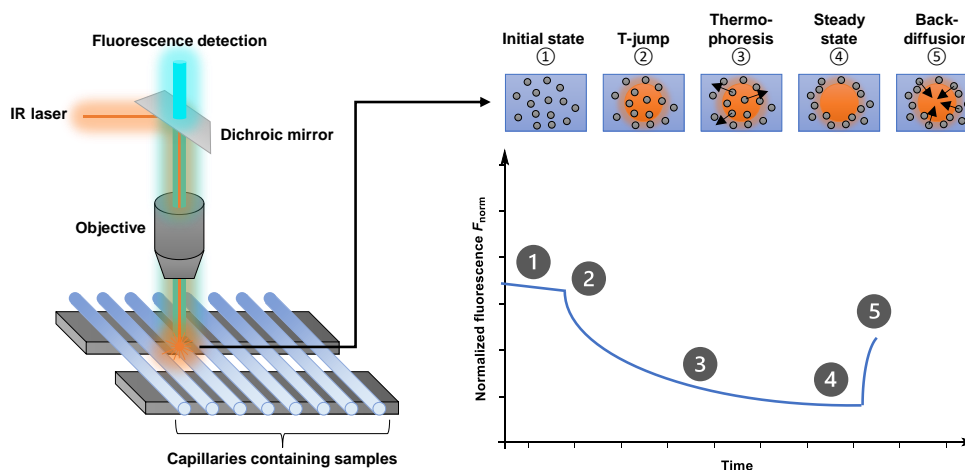 Fluorescence detection
IR laser
Dichroic mirror
Objective
Capillaries containing samples
Initial state
①
T-jump
②
Thermo-
phoresis
③
Steady
state
④
Back-
diffusion
⑤
Normalized fluorescence Fnorm
1
2
3
4
5
Time